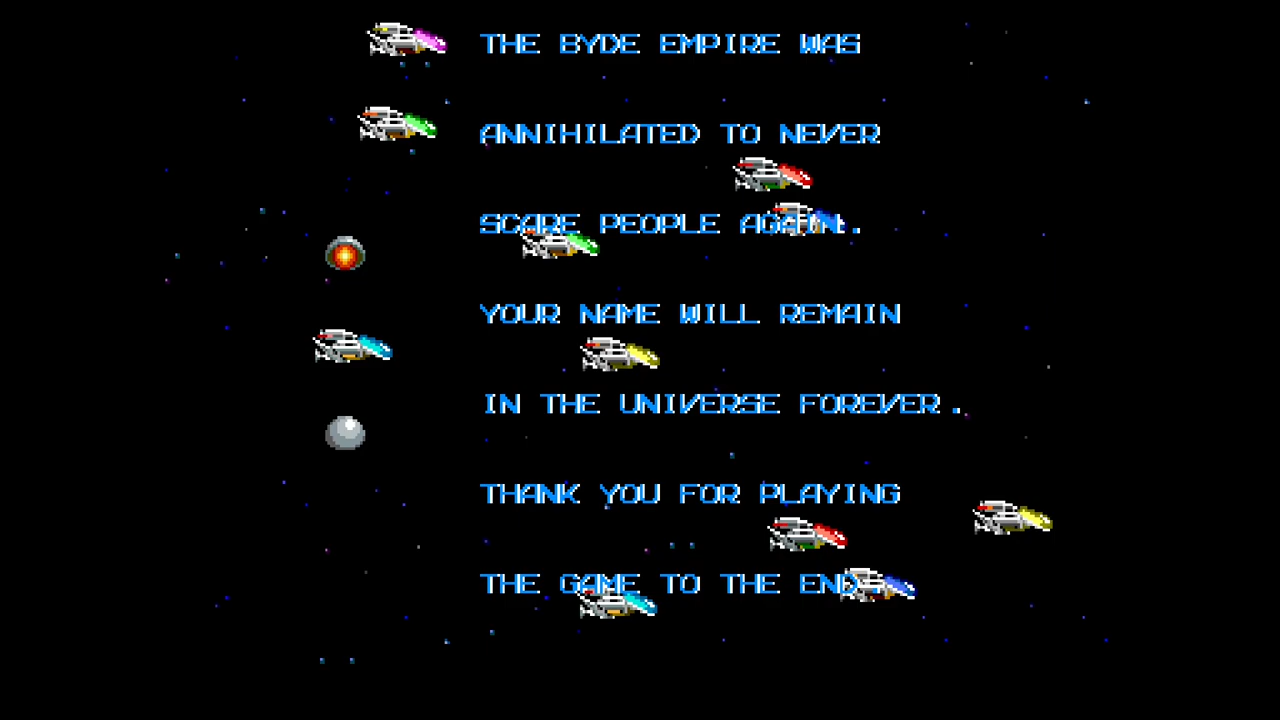 THE BYDE EMPIRE WAS
ANNIHILATED TO NEVER
SCARE PEOPLE AGAIN.
YOUR NAME WILL REMAIN
IN THE UNIVERSE FOREVER.
THANK YOU FOR PLAYING
THE GAME TO THE END.